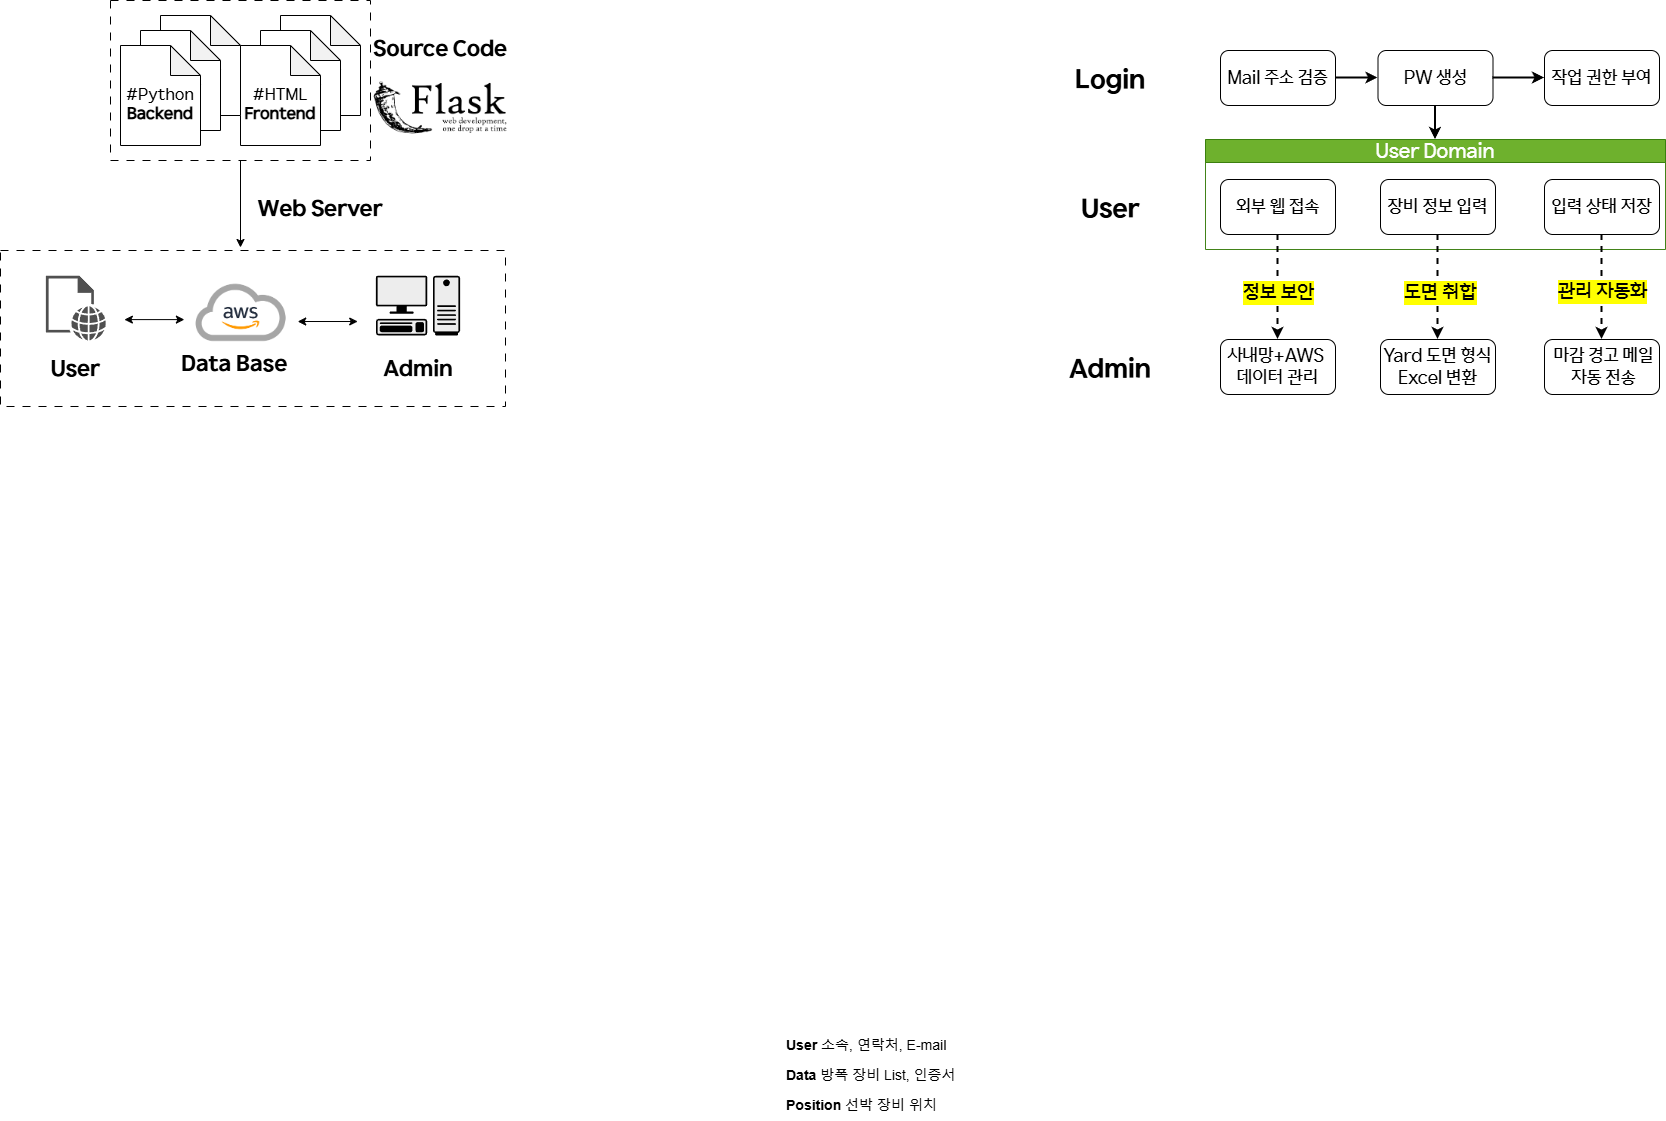 Source Code
#Python
Backend
#HTML
Frontend
Flask
web development,
one drop at a time
Web Server
aws
User
Data Base
Admin
Login
Mail 주소 검증
PW 생성
작업 권한 부여
User Domain
User
외부 웹 접속
장비 정보 입력
입력 상태 저장
정보 보안
도면 취합
관리 자동화
Admin
사내망+AWS
데이터 관리
Yard 도면 형식
Excel 변환
마감 경고 메일
자동 전송
User 소속, 연락처, E-mail
Data 방폭 장비 List, 인증서
Position 선박 장비 위치